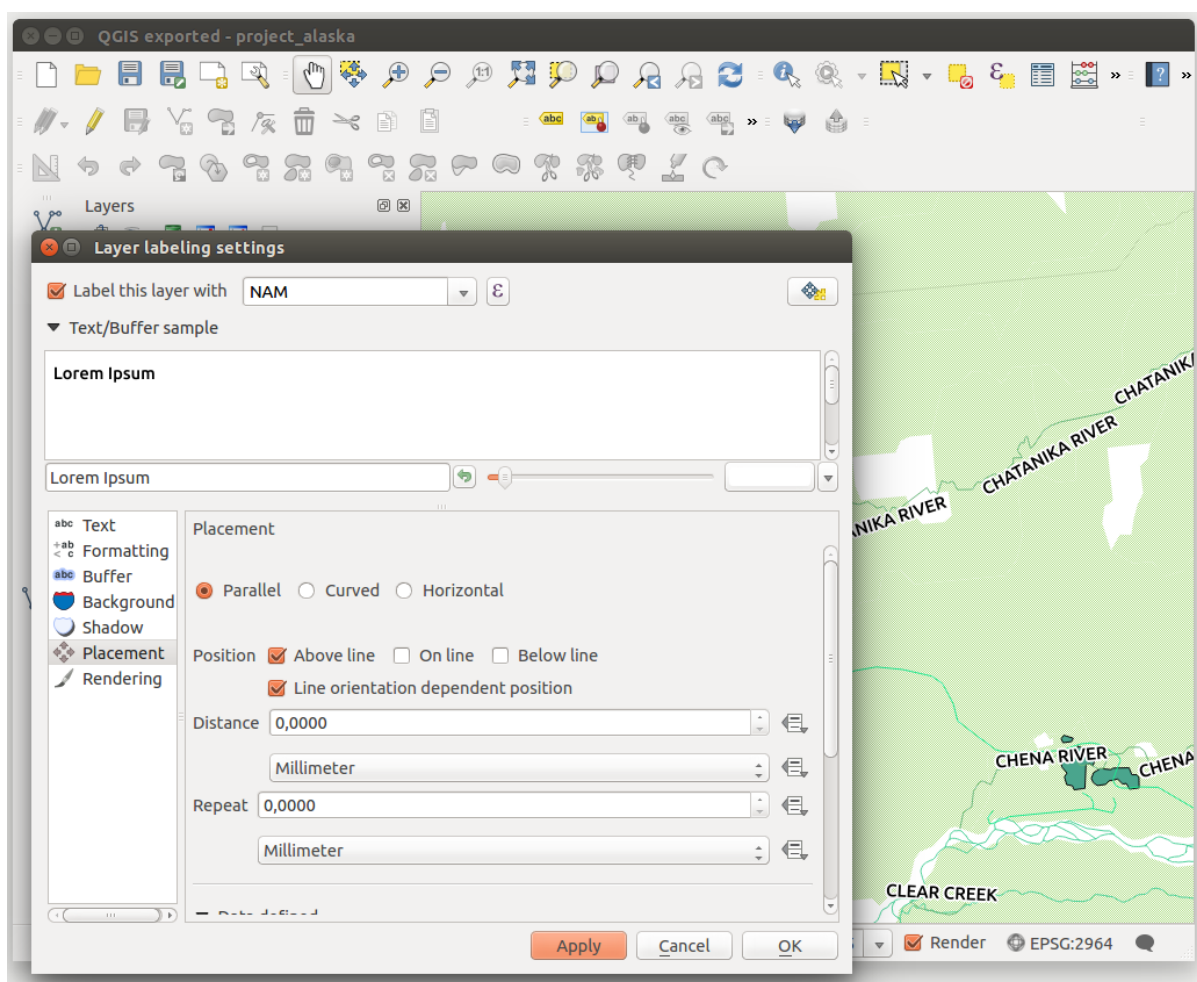 QGIS exported - project_alaska
Layers
Layer labeling settings
Label this layer with NAM ε
Text/Buffer sample
Lorem Ipsum
Lorem Ipsum
Text
Formatting
Buffer
Background
Shadow
Placement
Rendering
Placement
Parallel Curved Horizontal
Position Above line On line Below line
Line orientation dependent position
Distance 0,0000
Millimeter
Repeat 0,0000
Millimeter
Data defined
Apply Cancel OK
CHATANIK
CHATANIKA RIVER
NIKA RIVER
CHENA RIVER
CHENA
CLEAR CREEK
Render EPSG:2964